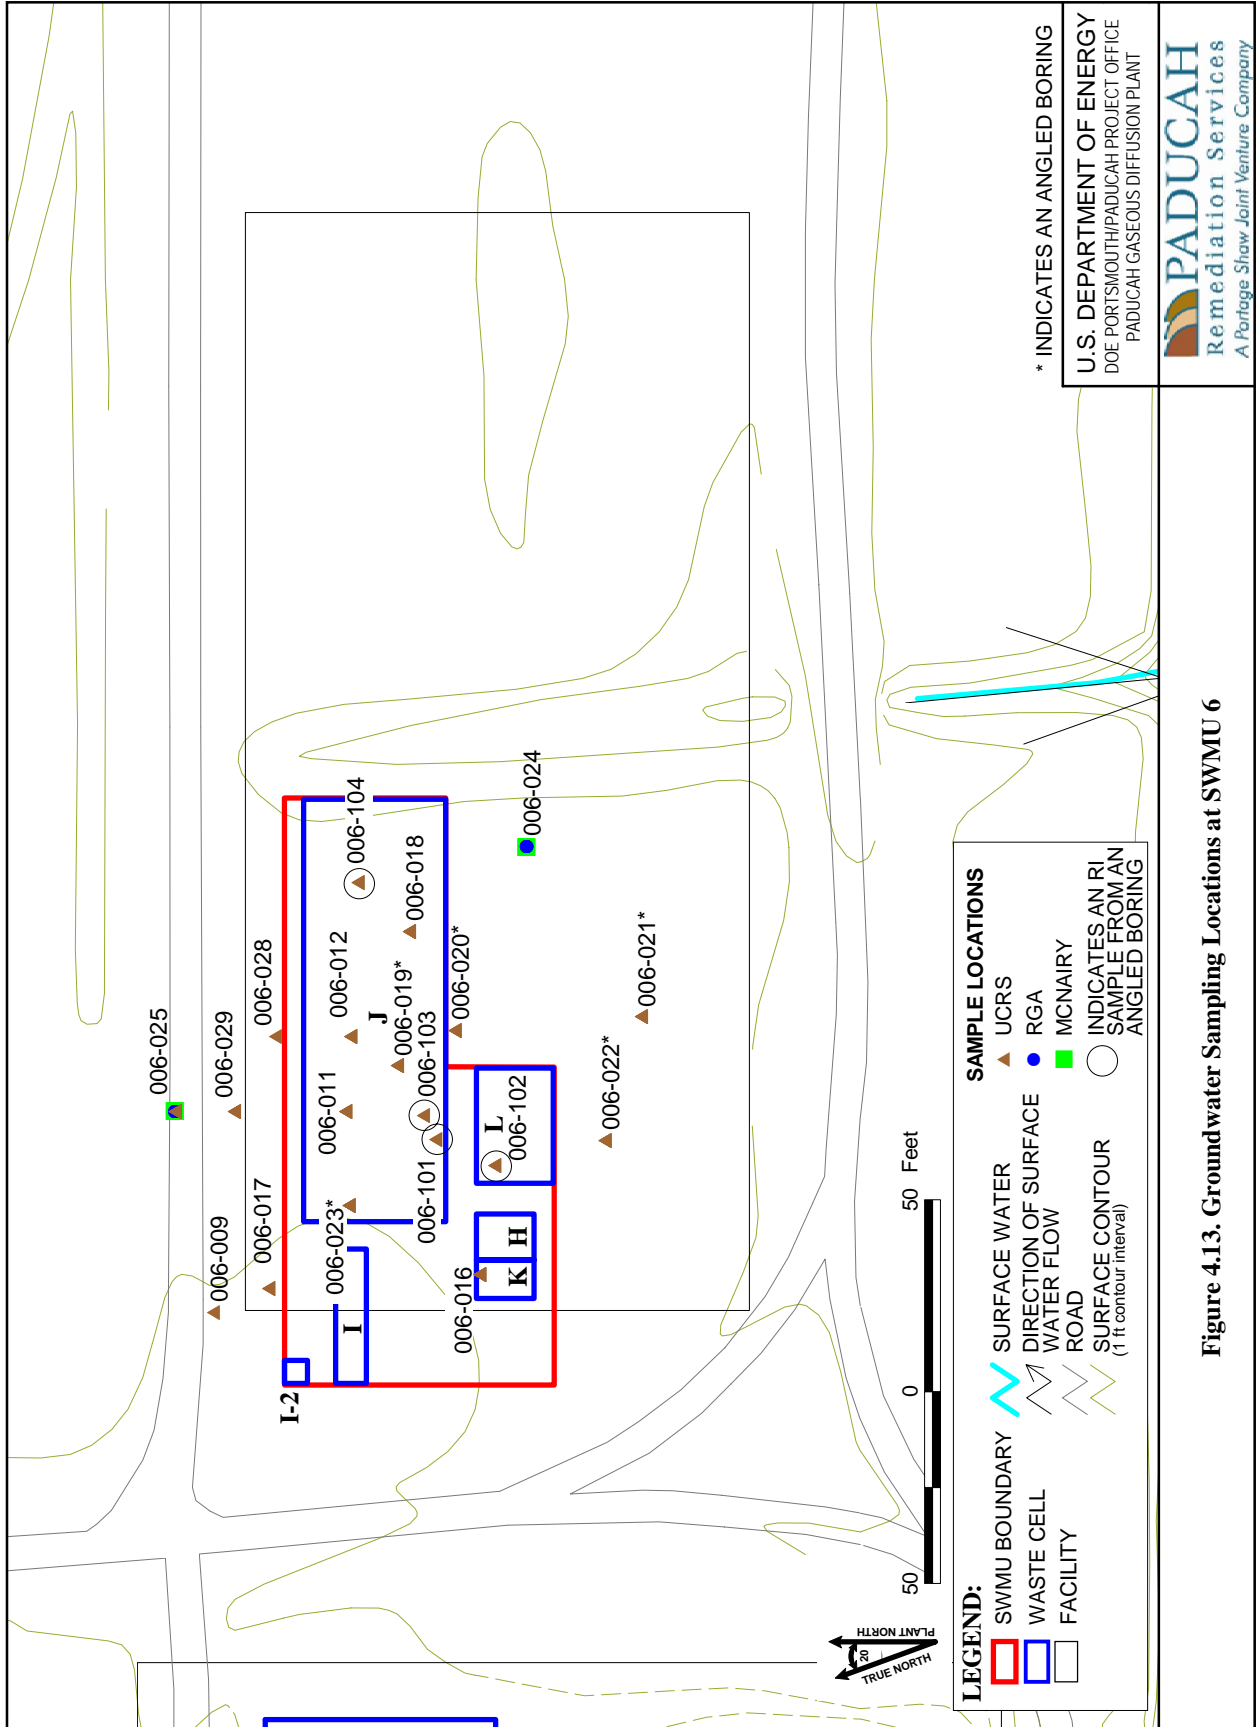 006-025
006-029
006-009
006-017
006-028
I-2
I
006-023*
006-011
006-012
J
006-019*
006-103
006-104
006-018
006-101
006-020*
006-016
K
H
L
006-102
006-024
006-022*
006-021*
50
0
50
Feet
20
PLANT NORTH
TRUE NORTH
LEGEND:
SWMU BOUNDARY
WASTE CELL
FACILITY
SURFACE WATER
DIRECTION OF SURFACE
WATER FLOW
ROAD
SURFACE CONTOUR
(1 ft contour interval)
SAMPLE LOCATIONS
UCRS
RGA
MCNAIRY
INDICATES AN RI
SAMPLE FROM AN
ANGLED BORING
* INDICATES AN ANGLED BORING
U.S. DEPARTMENT OF ENERGY
DOE PORTSMOUTH/PADUCAH PROJECT OFFICE
PADUCAH GASEOUS DIFFUSION PLANT
PADUCAH
Remediation Services
A Portage Shaw Joint Venture Company
Figure 4.13. Groundwater Sampling Locations at SWMU 6